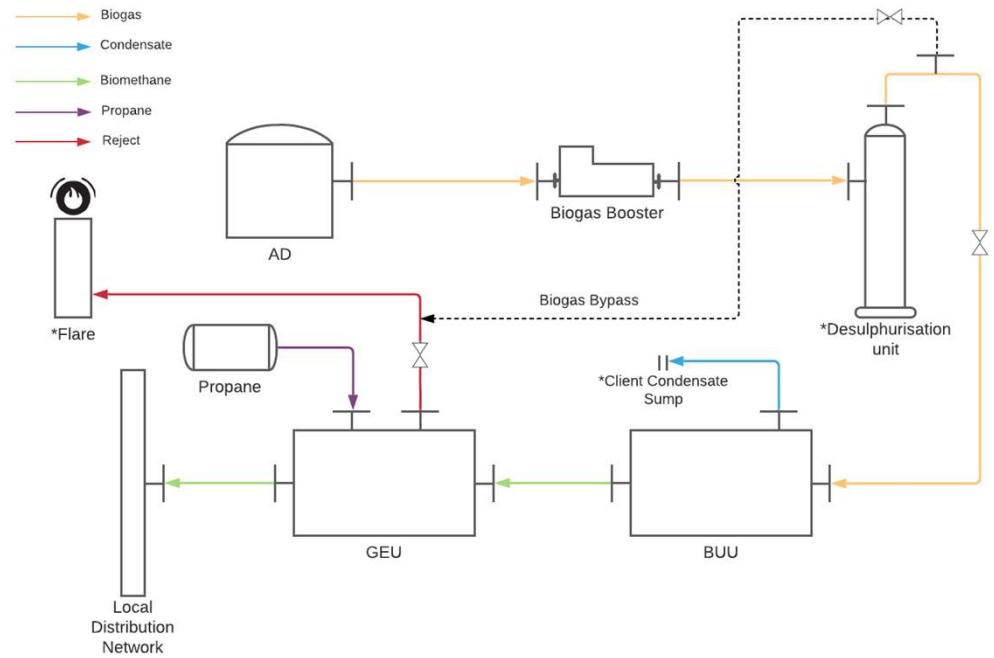 Biogas
Condensate
Biomethane
Propane
Reject
AD
Biogas Booster
*Flare
Biogas Bypass
*Desulphurisation
unit
Propane
*Client Condensate
Sump
GEU
BUU
Local
Distribution
Network